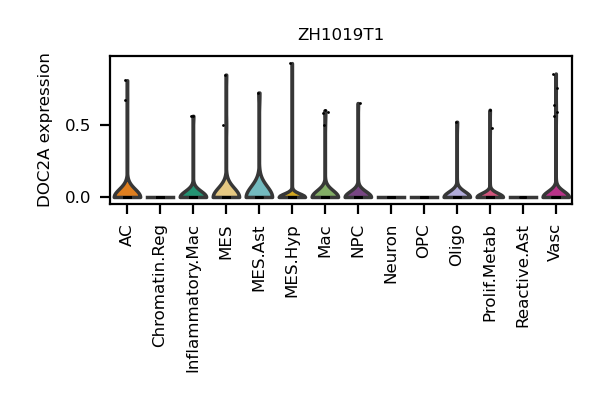 ZH1019T1
DOC2A expression
0.5
0.0
AC
Chromatin.Reg
Inflammatory.Mac
MES
MES.Ast
MES.Hyp
Mac
NPC
Neuron
OPC
Oligo
Prolif.Metab
Reactive.Ast
Vasc